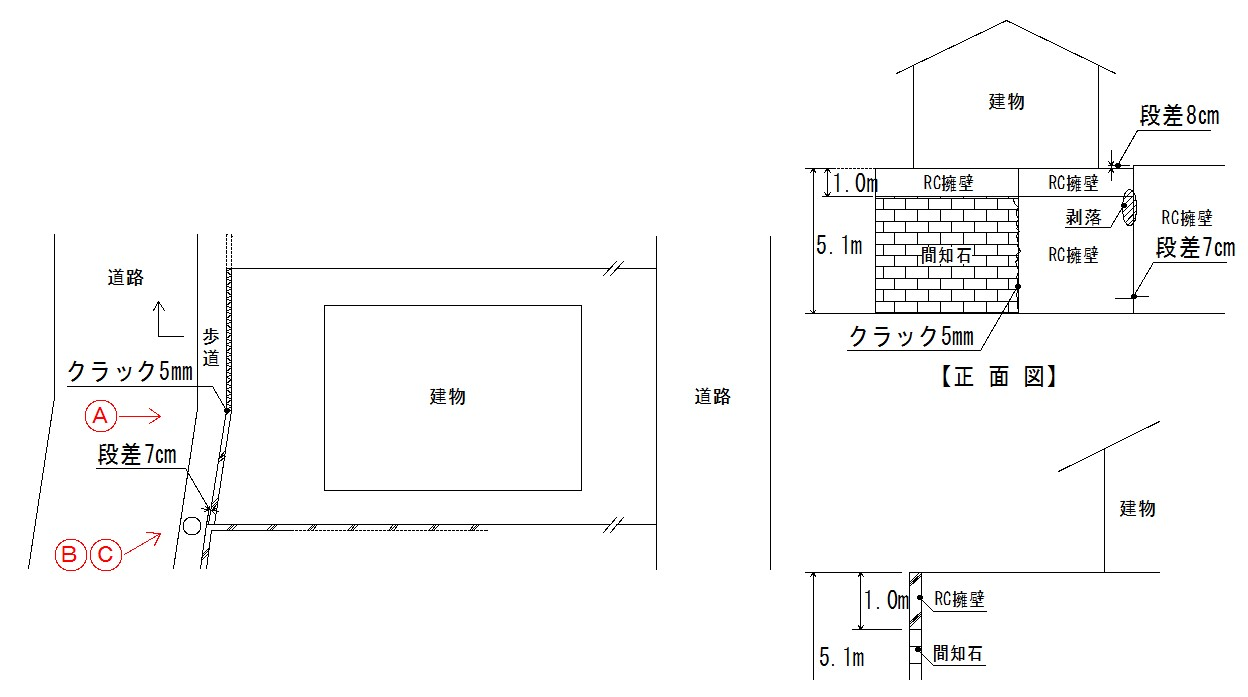 道路
歩
道
クラック5mm
A
段差7cm
B C
建物
道路
建物
段差8cm
1.0m
RC擁壁
RC擁壁
剥落
RC擁壁
5.1m
間知石
RC擁壁
段差7cm
クラック5mm
【正 面 図】
建物
1.0m
RC擁壁
5.1m
間知石